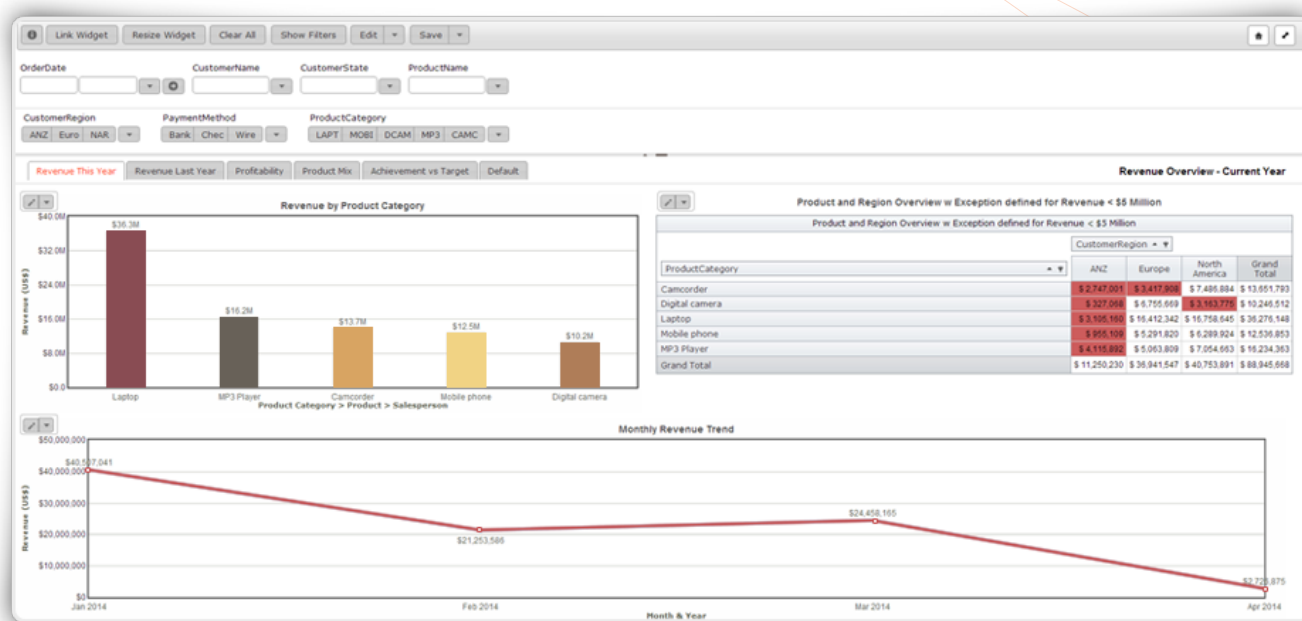 Link Widget Resize Widget Clear All Show Filters Edit Save
OrderDate CustomerName CustomerState ProductName
CustomerRegion PaymentMethod ProductCategory
ANZ Euro NAR Bank Chec Wire LAPT MOBI DCAM MP3 CAMC
Revenue This Year Revenue Last Year Profitability Product Mix Achievement vs Target Default Revenue Overview - Current Year
Revenue by Product Category
Revenue (US$)
$40.0M
$32.0M
$24.0M
$16.0M
$8.0M
$0.0
$36.3M
$16.2M
$13.7M
$12.5M
$10.2M
Laptop MP3 Player Camcorder Mobile phone Digital camera
Product Category > Product > Salesperson
Product and Region Overview w Exception defined for Revenue < $5 Million
Product and Region Overview w Exception defined for Revenue < $5 Million
CustomerRegion
ProductCategory ANZ Europe North America Grand Total
Camcorder $ 2,747,001 $ 3,417,908 $ 7,486,884 $ 13,651,793
Digital camera $ 327,068 $ 6,755,669 $ 3,163,775 $ 10,246,512
Laptop $ 3,105,160 $ 16,412,342 $ 16,758,645 $ 36,276,148
Mobile phone $ 955,109 $ 5,291,820 $ 6,289,924 $ 12,536,853
MP3 Player $ 4,115,892 $ 5,063,809 $ 7,054,663 $ 16,234,363
Grand Total $ 11,250,230 $ 36,941,547 $ 40,753,891 $ 88,945,668
Monthly Revenue Trend
Revenue (US$)
$50,000,000
$40,000,000
$30,000,000
$20,000,000
$10,000,000
$0
$21,253,586
$24,458,165
Jan 2014 Feb 2014 Mar 2014 Apr 2014
Month & Year